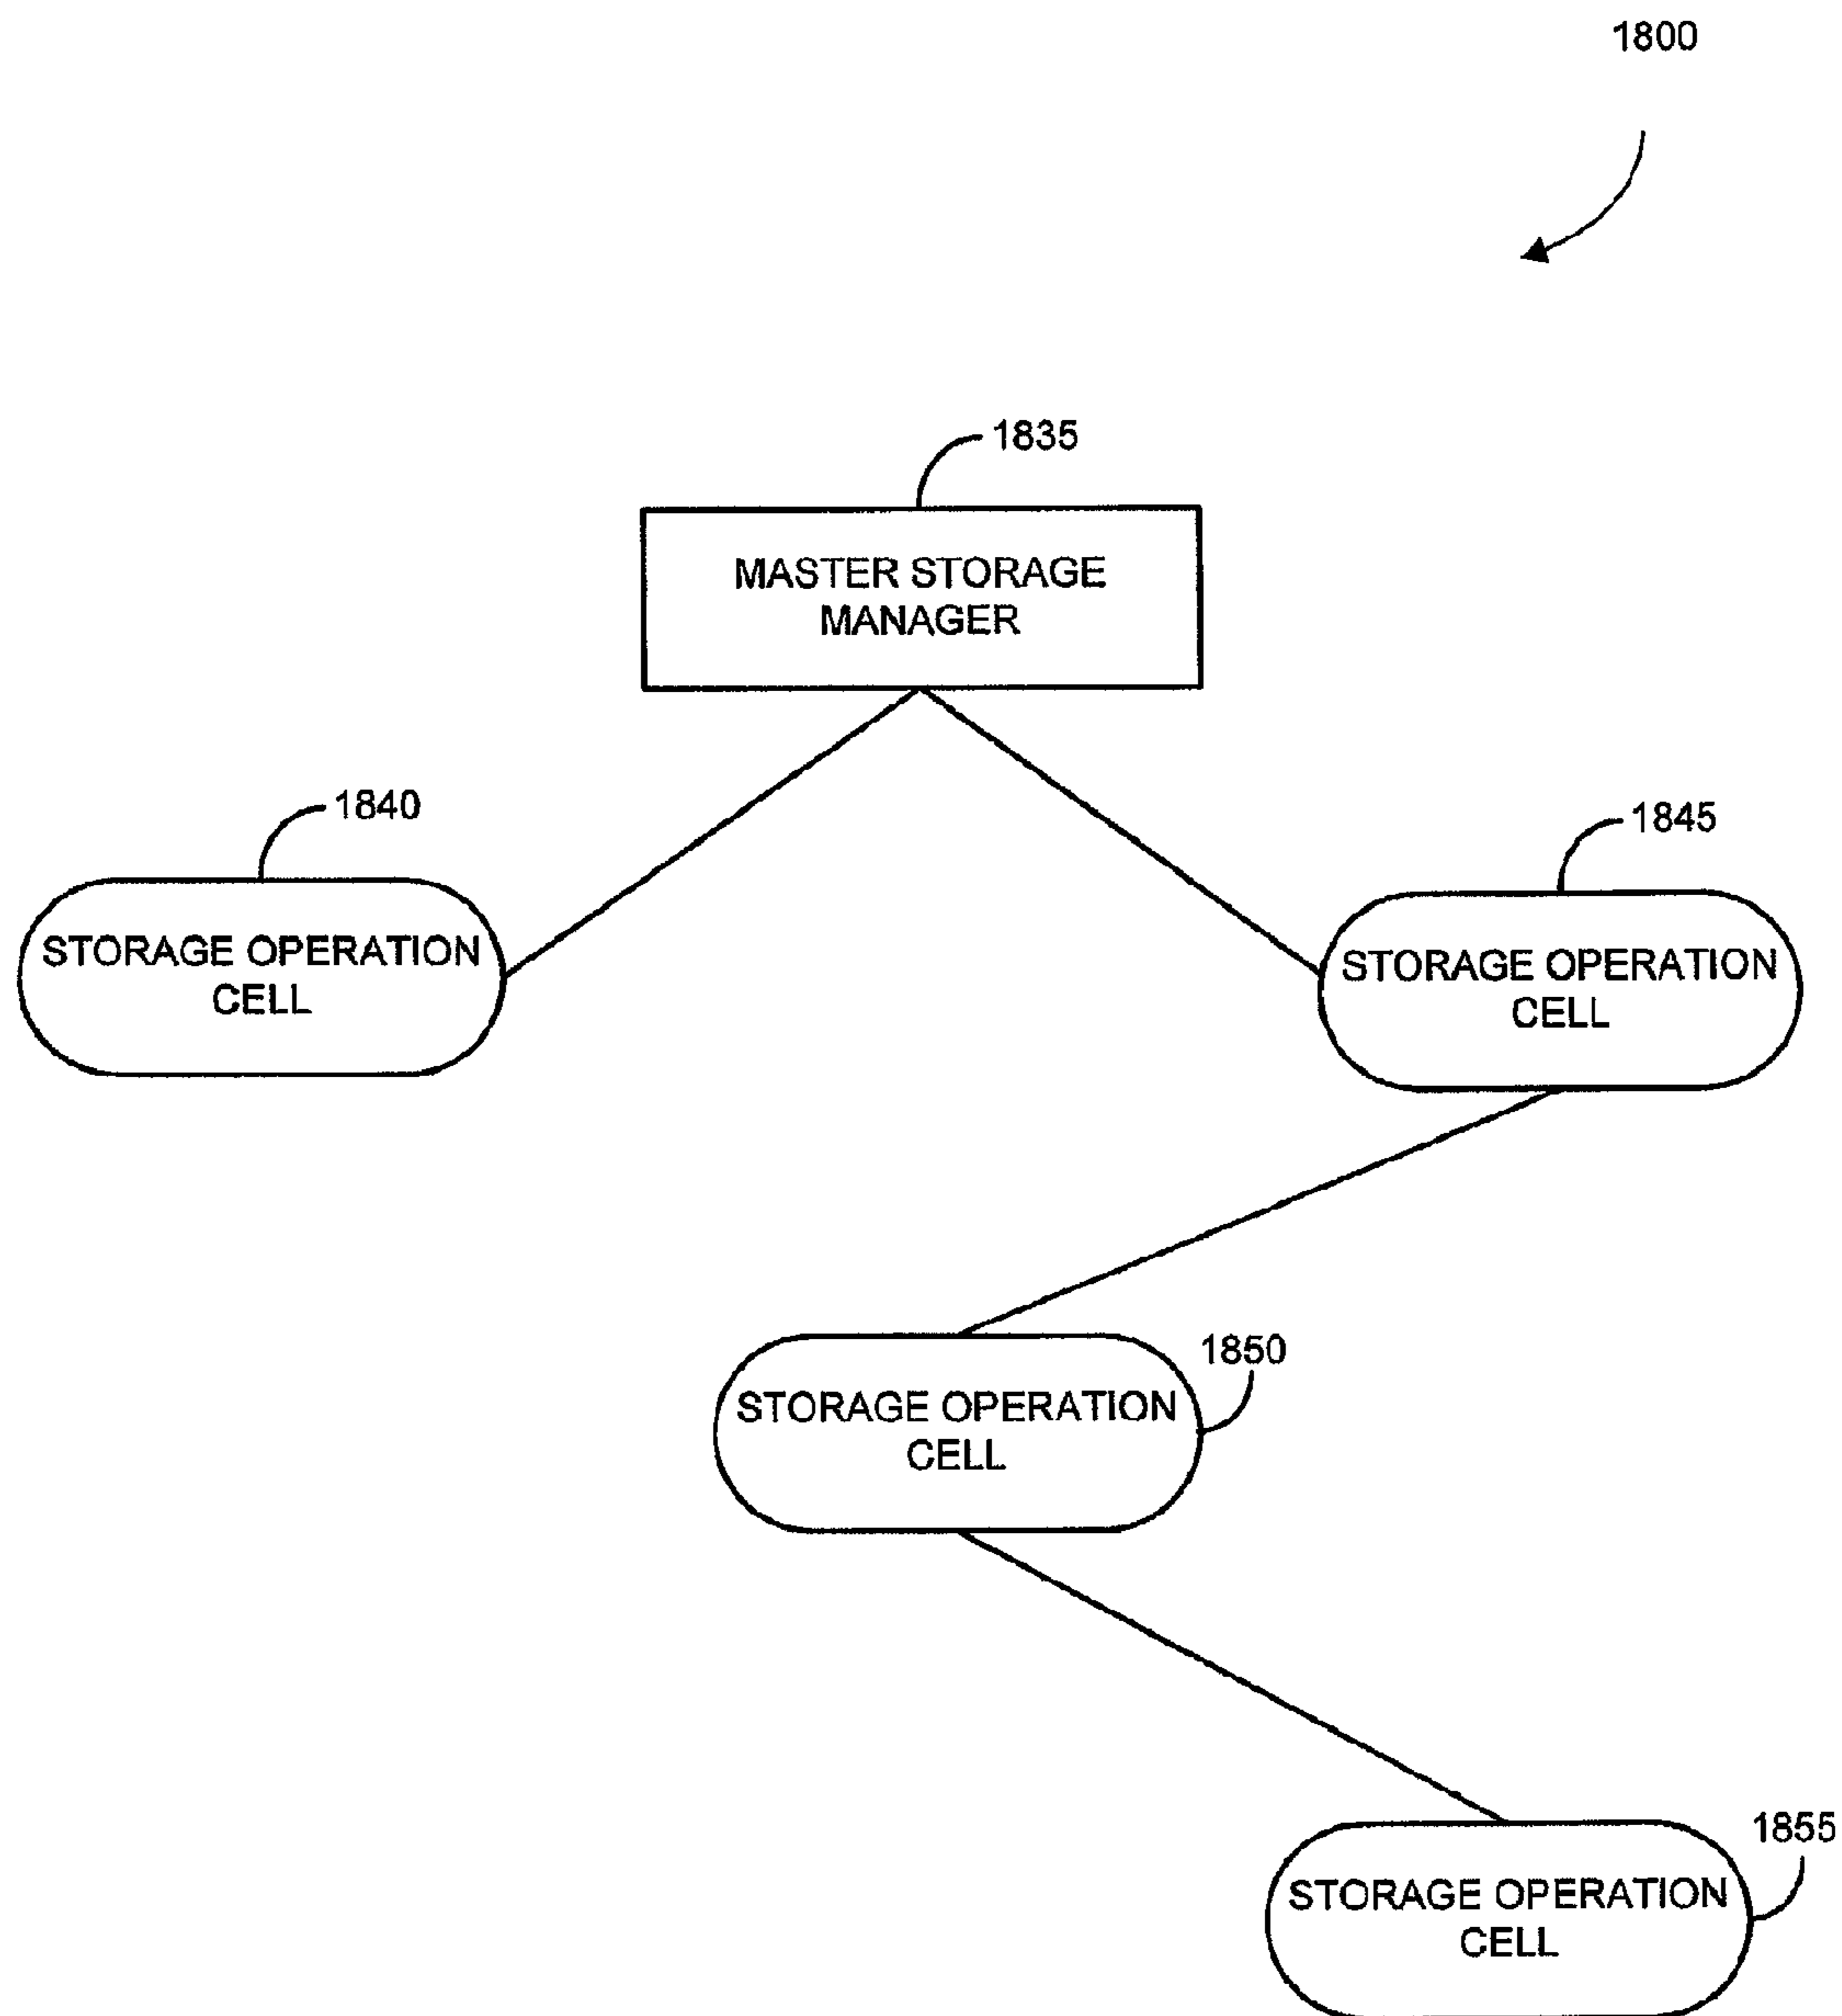 1800
1835
MASTER STORAGE
MANAGER
1840
1845
STORAGE OPERATION
CELL
STORAGE OPERATION
CELL
1850
STORAGE OPERATION
CELL
1855
STORAGE OPERATION
CELL